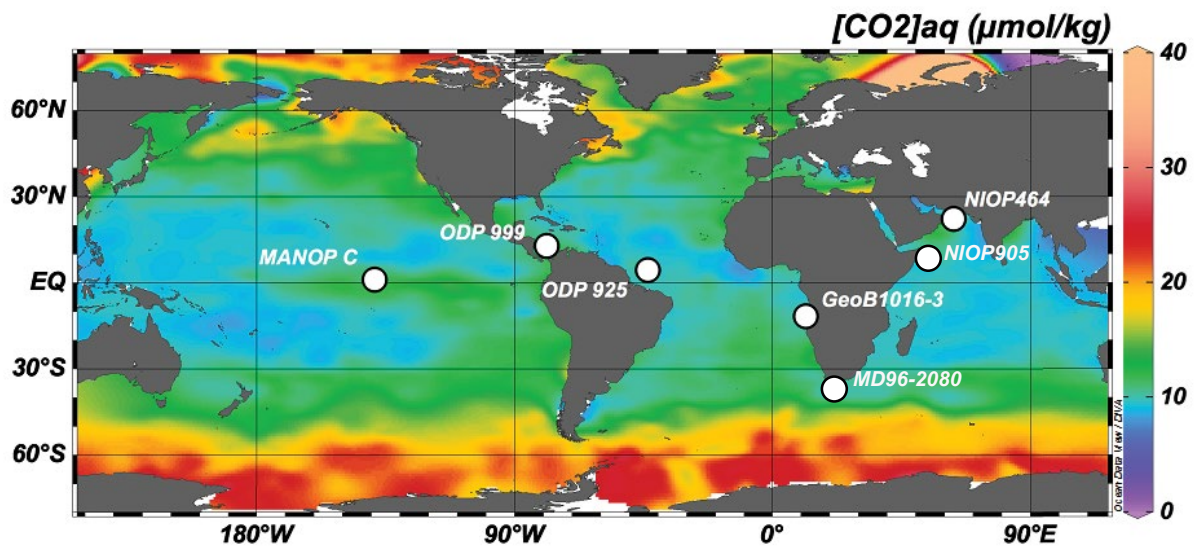 [CO2]aq (µmol/kg)
40
60°N
30
30°N
NIOP464
ODP 999
MANOP C
NIOP905
EQ
ODP 925
20
GeoB1016-3
30°S
MD96-2080
10
60°S
Ocean Data View / DIVA
0
180°W
90°W
0°
90°E